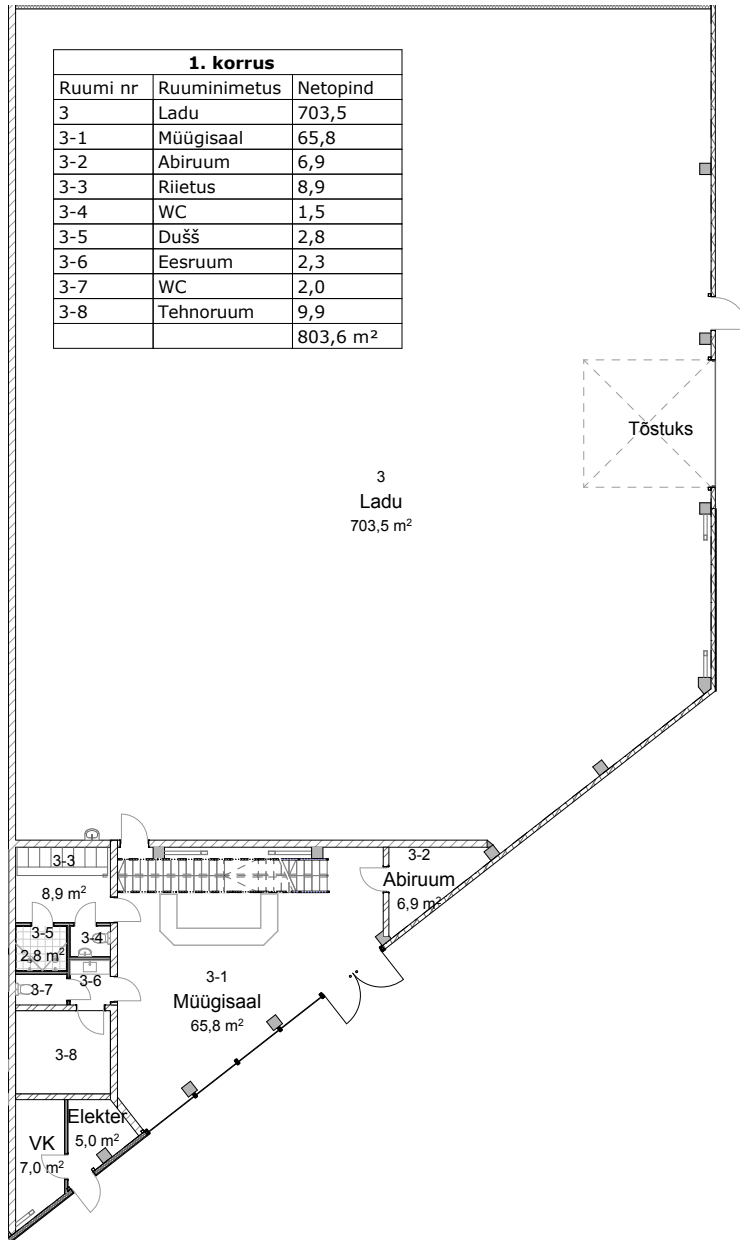 1. korrus
Ruumi nr Ruuminimetus Netopind
3 Ladu 703,5
3-1 Müügisaal 65,8
3-2 Abiruum 6,9
3-3 Riietus 8,9
3-4 WC 1,5
3-5 Dušš 2,8
3-6 Eesruum 2,3
3-7 WC 2,0
3-8 Tehnoruum 9,9
803,6 m²
Tõstuks
3
Ladu
703,5 m²
3-3
8,9 m²
3-2
Abiruum
6,9 m²
3-5
2,8 m²
3-4
3-6
3-7
3-1
Müügisaal
65,8 m²
3-8
Elekter
5,0 m²
VK
7,0 m²